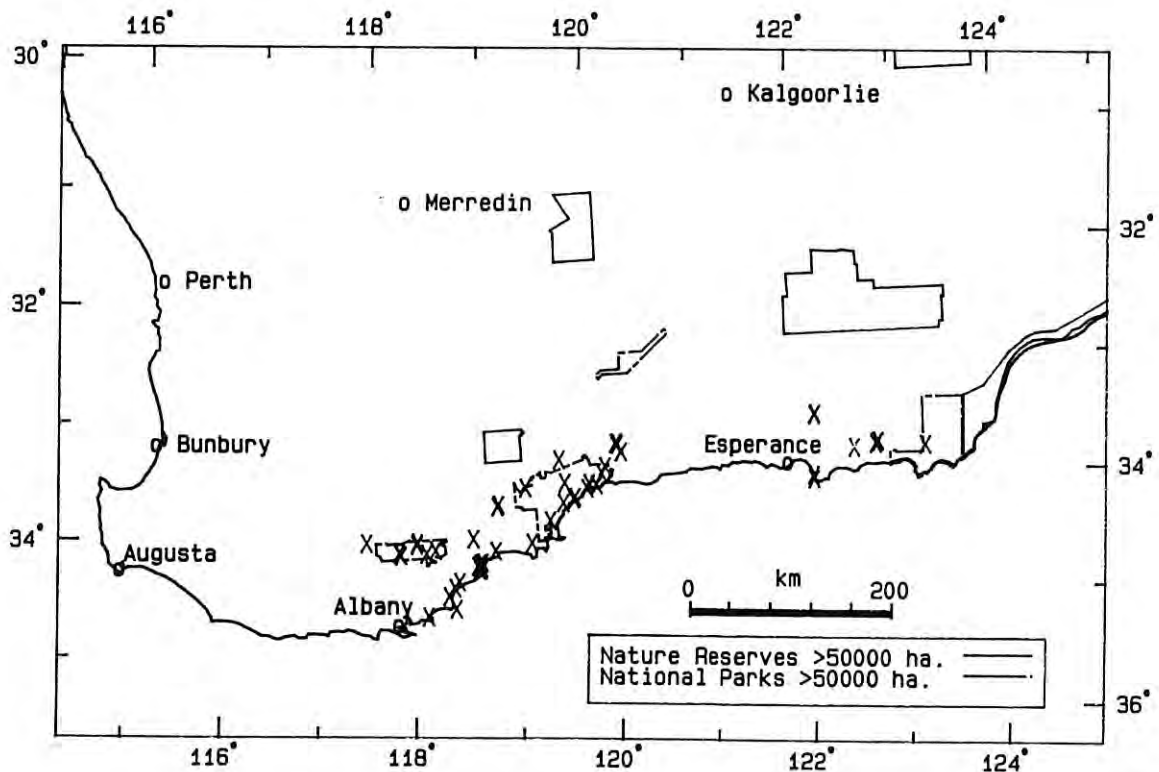 116° 118° 120° 122° 124°
30°
Kalgoorlie
Merredin
32°
Perth
32°
Bunbury
Esperance
34°
34°
Augusta
Albany
km
0 200
Nature Reserves >50000 ha.
National Parks >50000 ha.
36°
116° 118° 120° 122° 124°